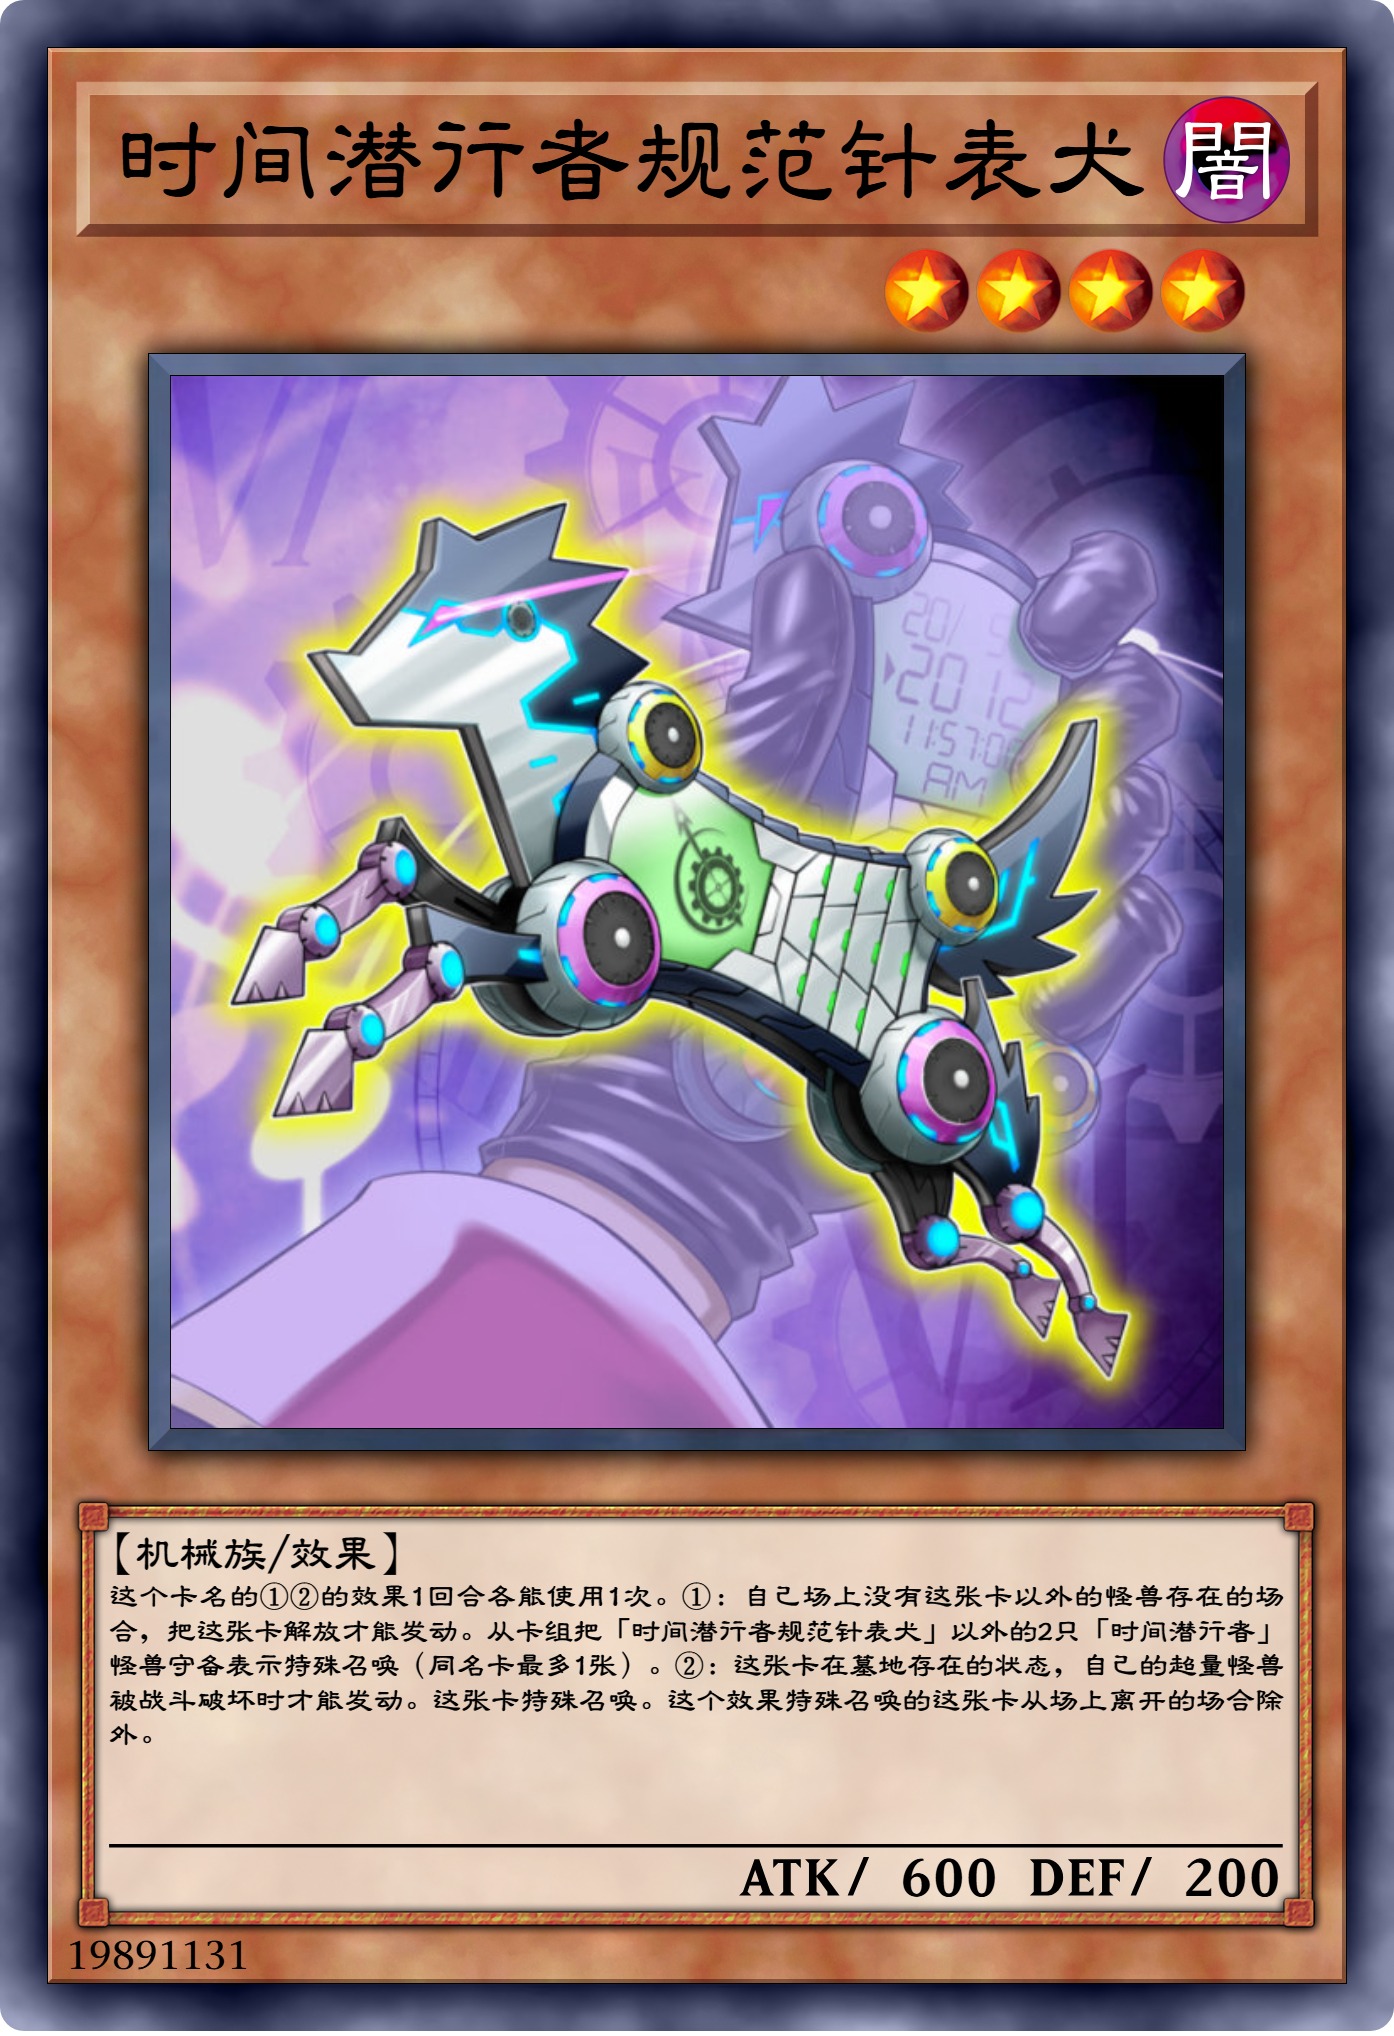 时间潜行者规范针表犬 闇
201
2012
11:57:0
AM
【机械族/效果】
这个卡名的①②的效果1回合各能使用1次。①：自己场上没有这张卡以外的怪兽存在的场
合，把这张卡解放才能发动。从卡组把「时间潜行者规范针表犬」以外的2只「时间潜行者」
怪兽守备表示特殊召唤（同名卡最多1张）。②：这张卡在墓地存在的状态，自己的超量怪兽
被战斗破坏时才能发动。这张卡特殊召唤。这个效果特殊召唤的这张卡从场上离开的场合除
外。
ATK/ 600 DEF/ 200
19891131